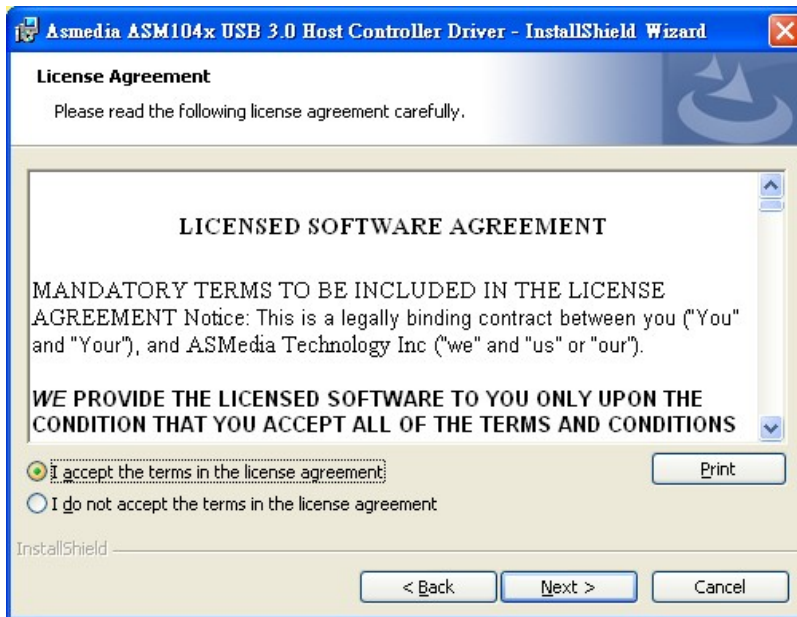 Asmedia ASM104x USB 3.0 Host Controller Driver - InstallShield Wizard
License Agreement
Please read the following license agreement carefully.
LICENSED SOFTWARE AGREEMENT
MANDATORY TERMS TO BE INCLUDED IN THE LICENSE
AGREEMENT Notice: This is a legally binding contract between you ("You"
and "Your"), and ASMedia Technology Inc ("we" and "us" or "our").
WE PROVIDE THE LICENSED SOFTWARE TO YOU ONLY UPON THE
CONDITION THAT YOU ACCEPT ALL OF THE TERMS AND CONDITIONS
I accept the terms in the license agreement
Print
I do not accept the terms in the license agreement
InstallShield
< Back
Next >
Cancel